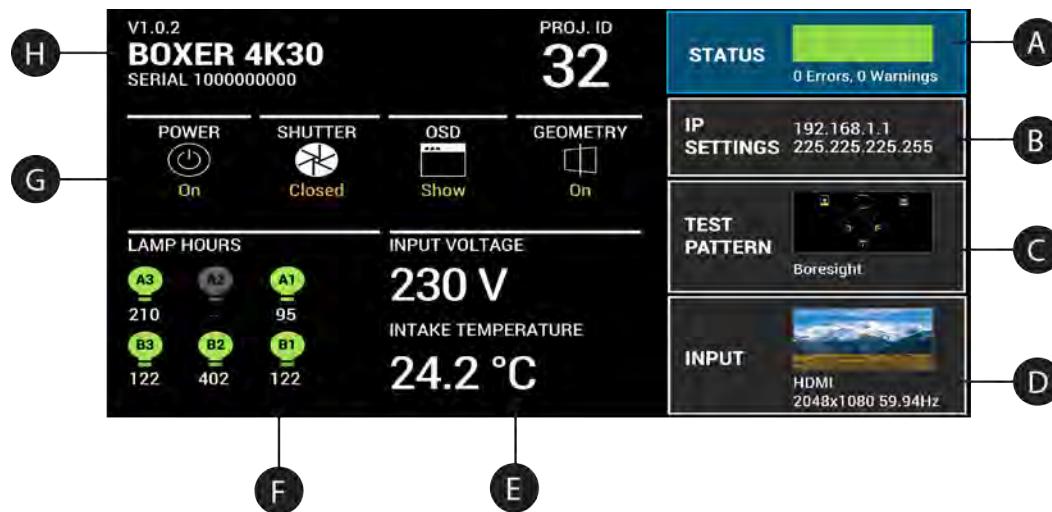 V1.0.2
BOXER 4K30
SERIAL 1000000000
PROJ. ID
32
POWER
On
SHUTTER
Closed
OSD
Show
GEOMETRY
On
LAMP HOURS
A3
A2
A1
210
--
95
B3
B2
B1
122
402
122
INPUT VOLTAGE
230 V
INTAKE TEMPERATURE
24.2 °C
STATUS
0 Errors, 0 Warnings
IP
SETTINGS
192.168.1.1
225.225.225.255
TEST
PATTERN
Boresight
INPUT
HDMI
2048x1080 59.94Hz
A
B
C
D
E
F
G
H